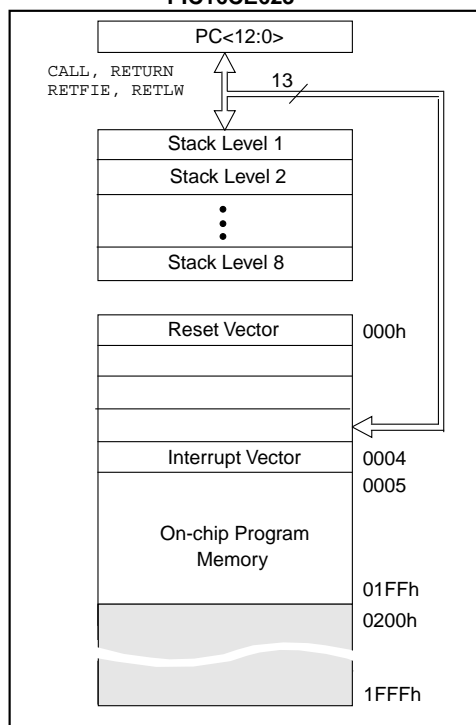 PC<12:0>
CALL, RETURN
RETFIE, RETLW
13
Stack Level 1
Stack Level 2
Stack Level 8
Reset Vector
000h
Interrupt Vector
0004
0005
On-chip Program
Memory
01FFh
0200h
1FFFh